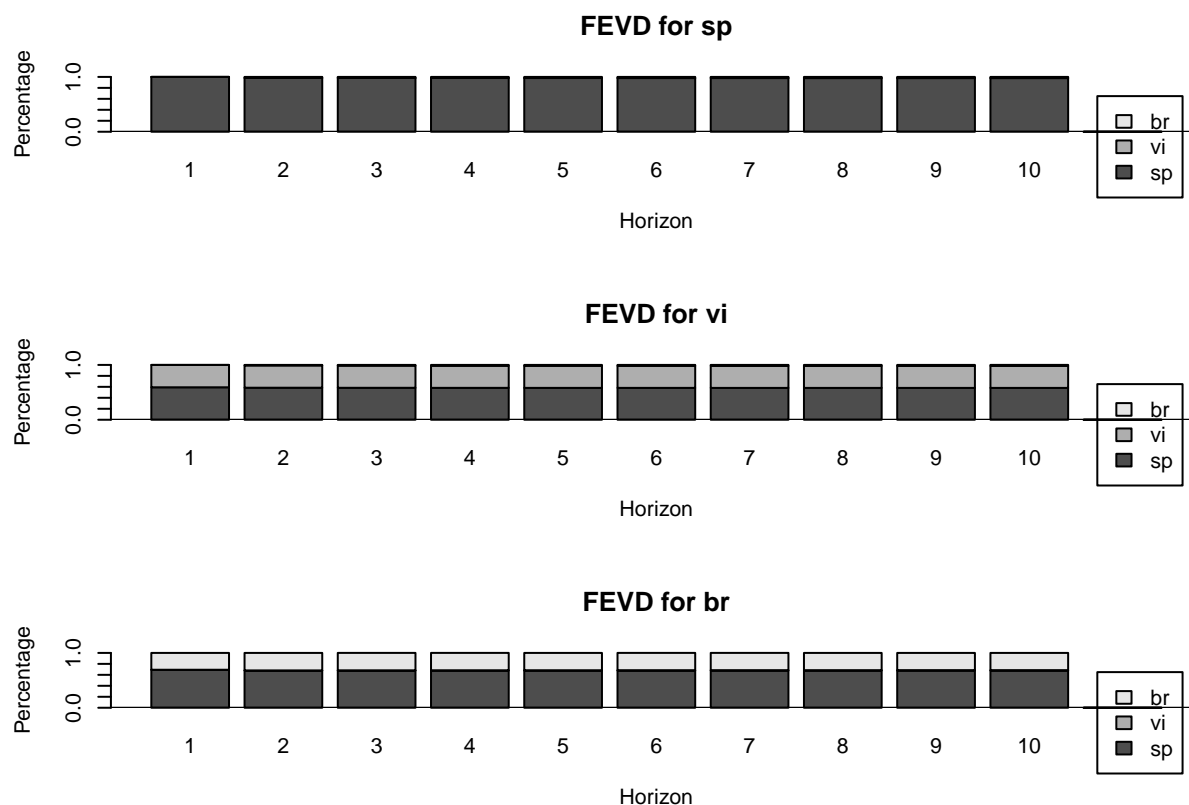 FEVD for sp
Percentage
1.0
0.0
1 2 3 4 5 6 7 8 9 10
Horizon
br
vi
sp
FEVD for vi
Percentage
1.0
0.0
1 2 3 4 5 6 7 8 9 10
Horizon
br
vi
sp
FEVD for br
Percentage
1.0
0.0
1 2 3 4 5 6 7 8 9 10
Horizon
br
vi
sp